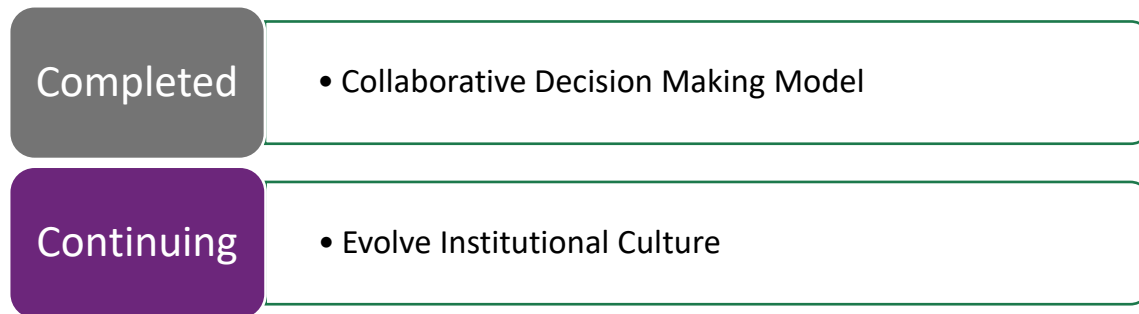 Completed
• Collaborative Decision Making Model
Continuing
• Evolve Institutional Culture